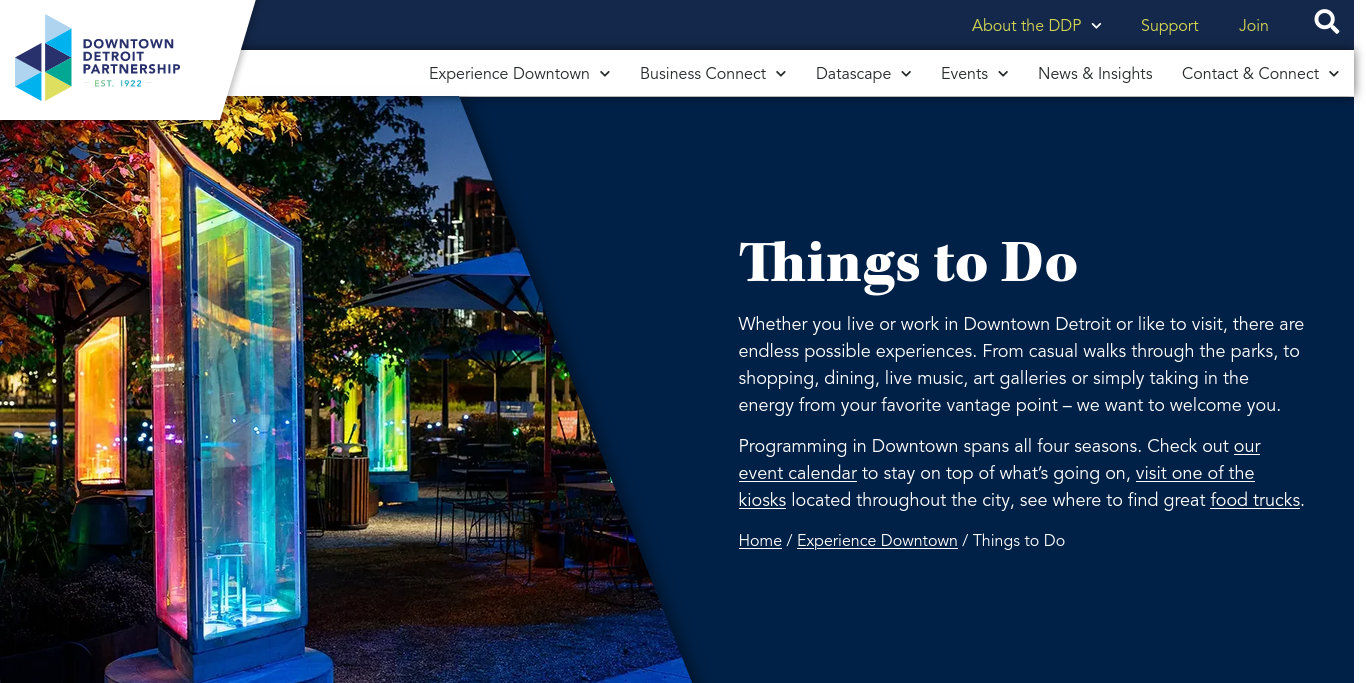 About the DDP
Support
Join
DOWNTOWN
DETROIT
PARTNERSHIP
EST. 1922
Experience Downtown
Business Connect
Datascape
Events
News & Insights
Contact & Connect
Things to Do
Whether you live or work in Downtown Detroit or like to visit, there are
endless possible experiences. From casual walks through the parks, to
shopping, dining, live music, art galleries or simply taking in the
energy from your favorite vantage point – we want to welcome you.
Programming in Downtown spans all four seasons. Check out our
event calendar to stay on top of what’s going on, visit one of the
kiosks located throughout the city, see where to find great food trucks.
Home / Experience Downtown / Things to Do